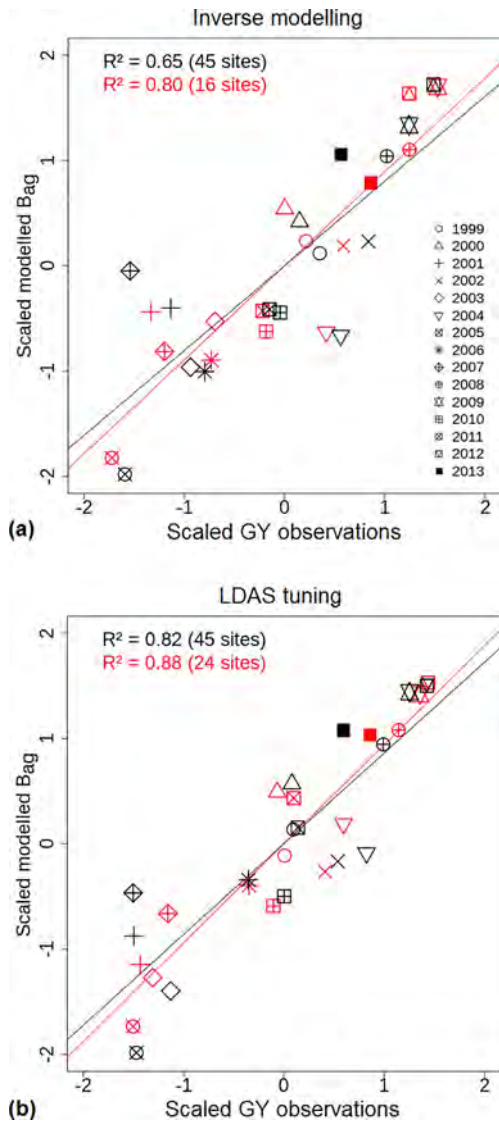 Inverse modelling
R² = 0.65 (45 sites)
R² = 0.80 (16 sites)
2
1
0
-1
-2
Scaled modelled Bag
1999
2000
2001
2002
2003
2004
2005
2006
2007
2008
2009
2010
2011
2012
2013
-2 -1 0 1 2
(a) Scaled GY observations
LDAS tuning
R² = 0.82 (45 sites)
R² = 0.88 (24 sites)
2
1
0
-1
-2
Scaled modelled Bag
-2 -1 0 1 2
(b) Scaled GY observations